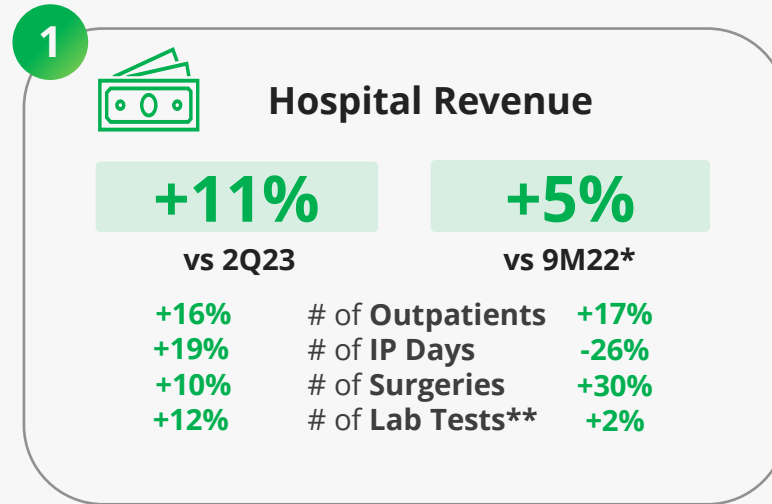 1
Hospital Revenue
+11% +5%
vs 2Q23 vs 9M22*
+16% # of Outpatients +17%
+19% # of IP Days -26%
+10% # of Surgeries +30%
+12% # of Lab Tests** +2%